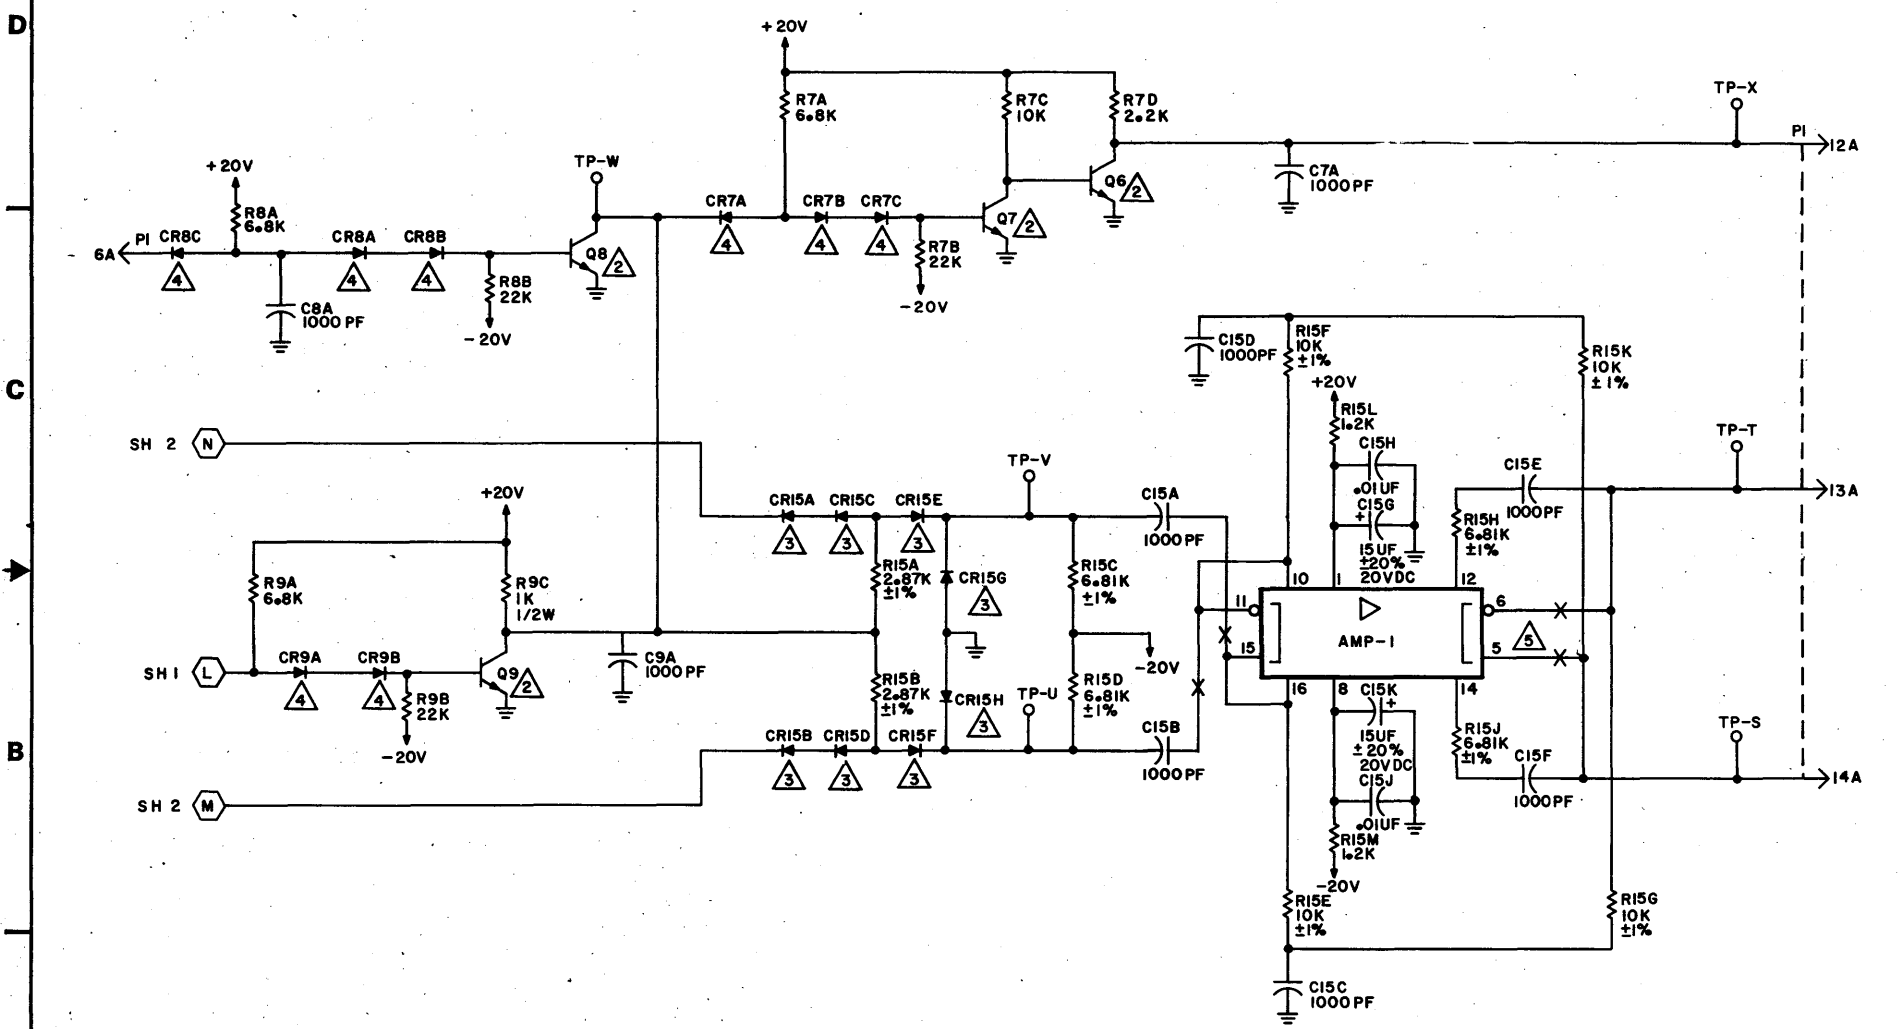 D
+20V
R7A
6.8K
R7C
10K
R7D
2.2K
TP-X
P1
12A
TP-W
+20V
R8A
6.8K
C7A
1000PF
Q6
2
6A
P1
CR8C
4
CR8A
4
CR8B
4
Q8
2
CR7A
4
CR7B
4
CR7C
4
Q7
2
R7B
22K
-20V
R8B
22K
-20V
C8A
1000PF
C
C15D
1000PF
R15F
10K
±1%
R15K
10K
±1%
+20V
R15L
1.2K
C15H
.01UF
C15G
+
15UF
±20%
20VDC
SH 2
N
TP-V
TP-T
C15E
1000PF
13A
+20V
CR15A
3
CR15C
3
CR15E
3
C15A
1000PF
R15H
6.81K
±1%
R9A
6.8K
R9C
1K
1/2W
R15A
2.87K
±1%
CR15G
3
R15C
6.81K
±1%
10
1
12
11
6
AMP-1
15
5
5
16
8
14
SH 1
L
CR9A
4
CR9B
4
Q9
2
R9B
22K
-20V
C9A
1000PF
R15B
2.87K
±1%
CR15H
3
TP-U
R15D
6.81K
±1%
-20V
C15K
+
15UF
±20%
20VDC
C15J
.01UF
R15J
6.81K
±1%
TP-S
B
CR15B
3
CR15D
3
CR15F
3
C15B
1000PF
C15F
1000PF
14A
SH 2
M
R15M
1.2K
-20V
R15E
10K
±1%
R15G
10K
±1%
C15C
1000PF